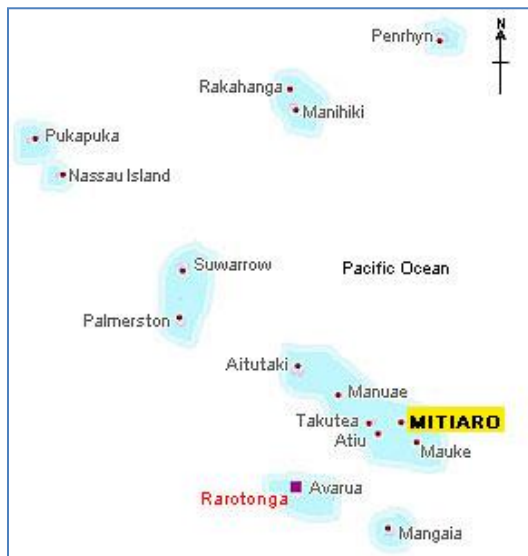 Penrhyn
N
Rakahanga
Manihiki
Pukapuka
Nassau Island
Suwarrow
Pacific Ocean
Palmerston
Aitutaki
Manuae
Takutea
MITIARO
Atiu
Mauke
Avarua
Rarotonga
Mangaia